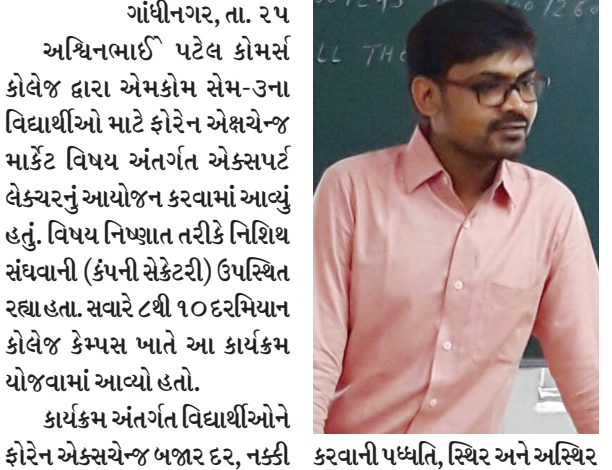 ગાંધીનગર, તા. ૨૫
અશ્વિનભાઈ પટેલ કોમર્સ
કોલેજ દ્વારા એમકોમ સેમ-૩ના
વિદ્યાર્થીઓ માટે ફોરેન એક્ષચેન્જ
માર્કેટ વિષય અંતર્ગત એક્સપર્ટ
લેક્ચરનું આયોજન કરવામાં આવ્યું
હતું. વિષય નિષ્ણાત તરીકે નિશિથ
સંઘવાની (કંપની સેક્રેટરી) ઉપસ્થિત
રહ્યા હતા. સવારે ૮થી ૧૦ દરમિયાન
કોલેજ કેમ્પસ ખાતે આ કાર્યક્રમ
યોજવામાં આવ્યો હતો.
કાર્યક્રમ અંતર્ગત વિદ્યાર્થીઓને
ફોરેન એક્સચેન્જ બજાર દર, નક્કી
કરવાની પધ્ધતિ, સ્થિર અને અસ્થિર